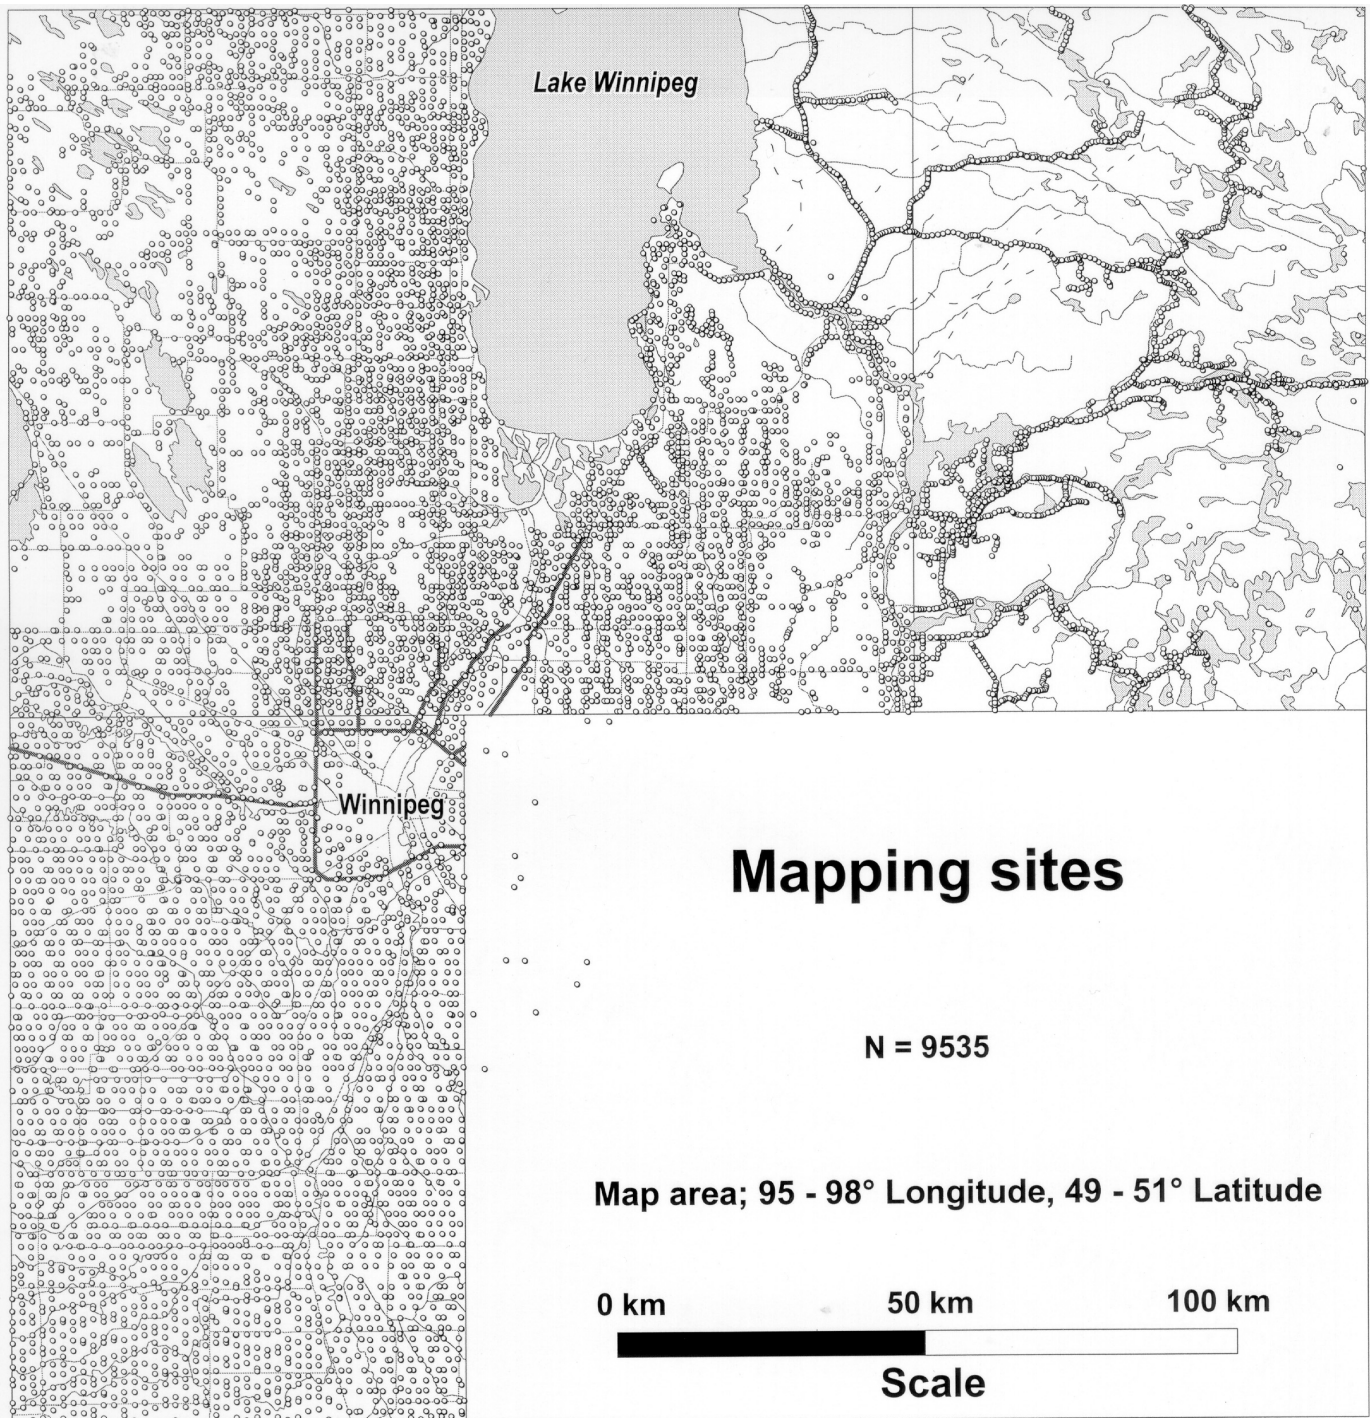 Lake Winnipeg
Winnipeg
Mapping sites
N = 9535
Map area; 95 - 98° Longitude, 49 - 51° Latitude
0 km 50 km 100 km
Scale